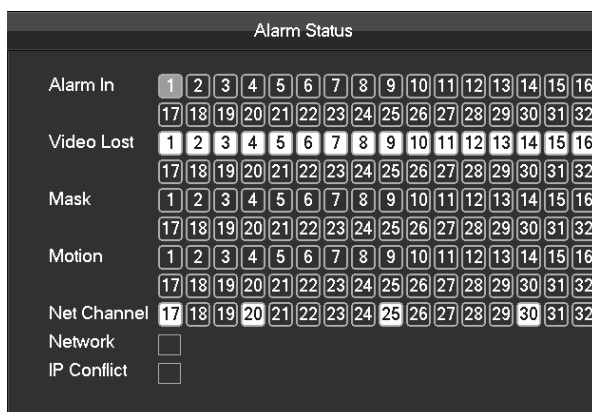 Alarm Status
Alarm In 1 2 3 4 5 6 7 8 9 10 11 12 13 14 15 16
17 18 19 20 21 22 23 24 25 26 27 28 29 30 31 32
Video Lost 1 2 3 4 5 6 7 8 9 10 11 12 13 14 15 16
17 18 19 20 21 22 23 24 25 26 27 28 29 30 31 32
Mask 1 2 3 4 5 6 7 8 9 10 11 12 13 14 15 16
17 18 19 20 21 22 23 24 25 26 27 28 29 30 31 32
Motion 1 2 3 4 5 6 7 8 9 10 11 12 13 14 15 16
17 18 19 20 21 22 23 24 25 26 27 28 29 30 31 32
Net Channel 17 18 19 20 21 22 23 24 25 26 27 28 29 30 31 32
Network
IP Conflict